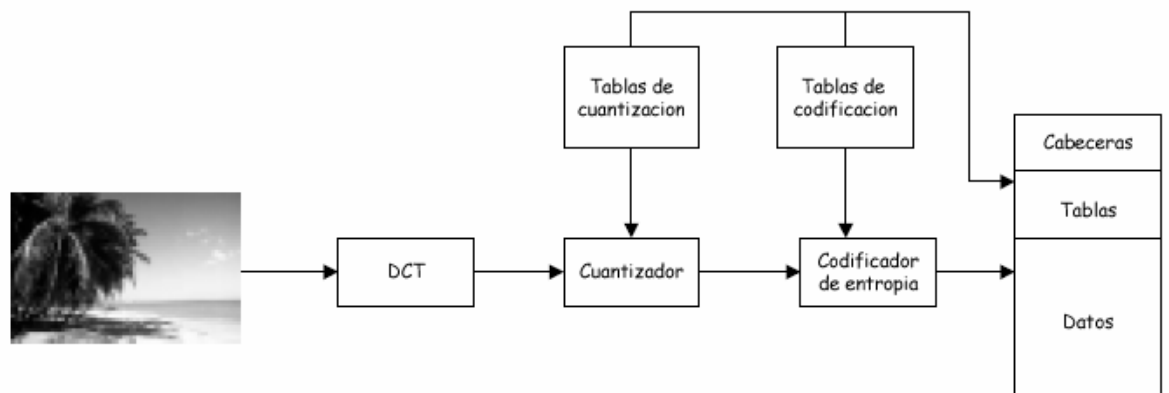 Tablas de
cuantizacion
Tablas de
codificacion
Cabeceras
Tablas
DCT
Cuantizador
Codificador
de entropia
Datos